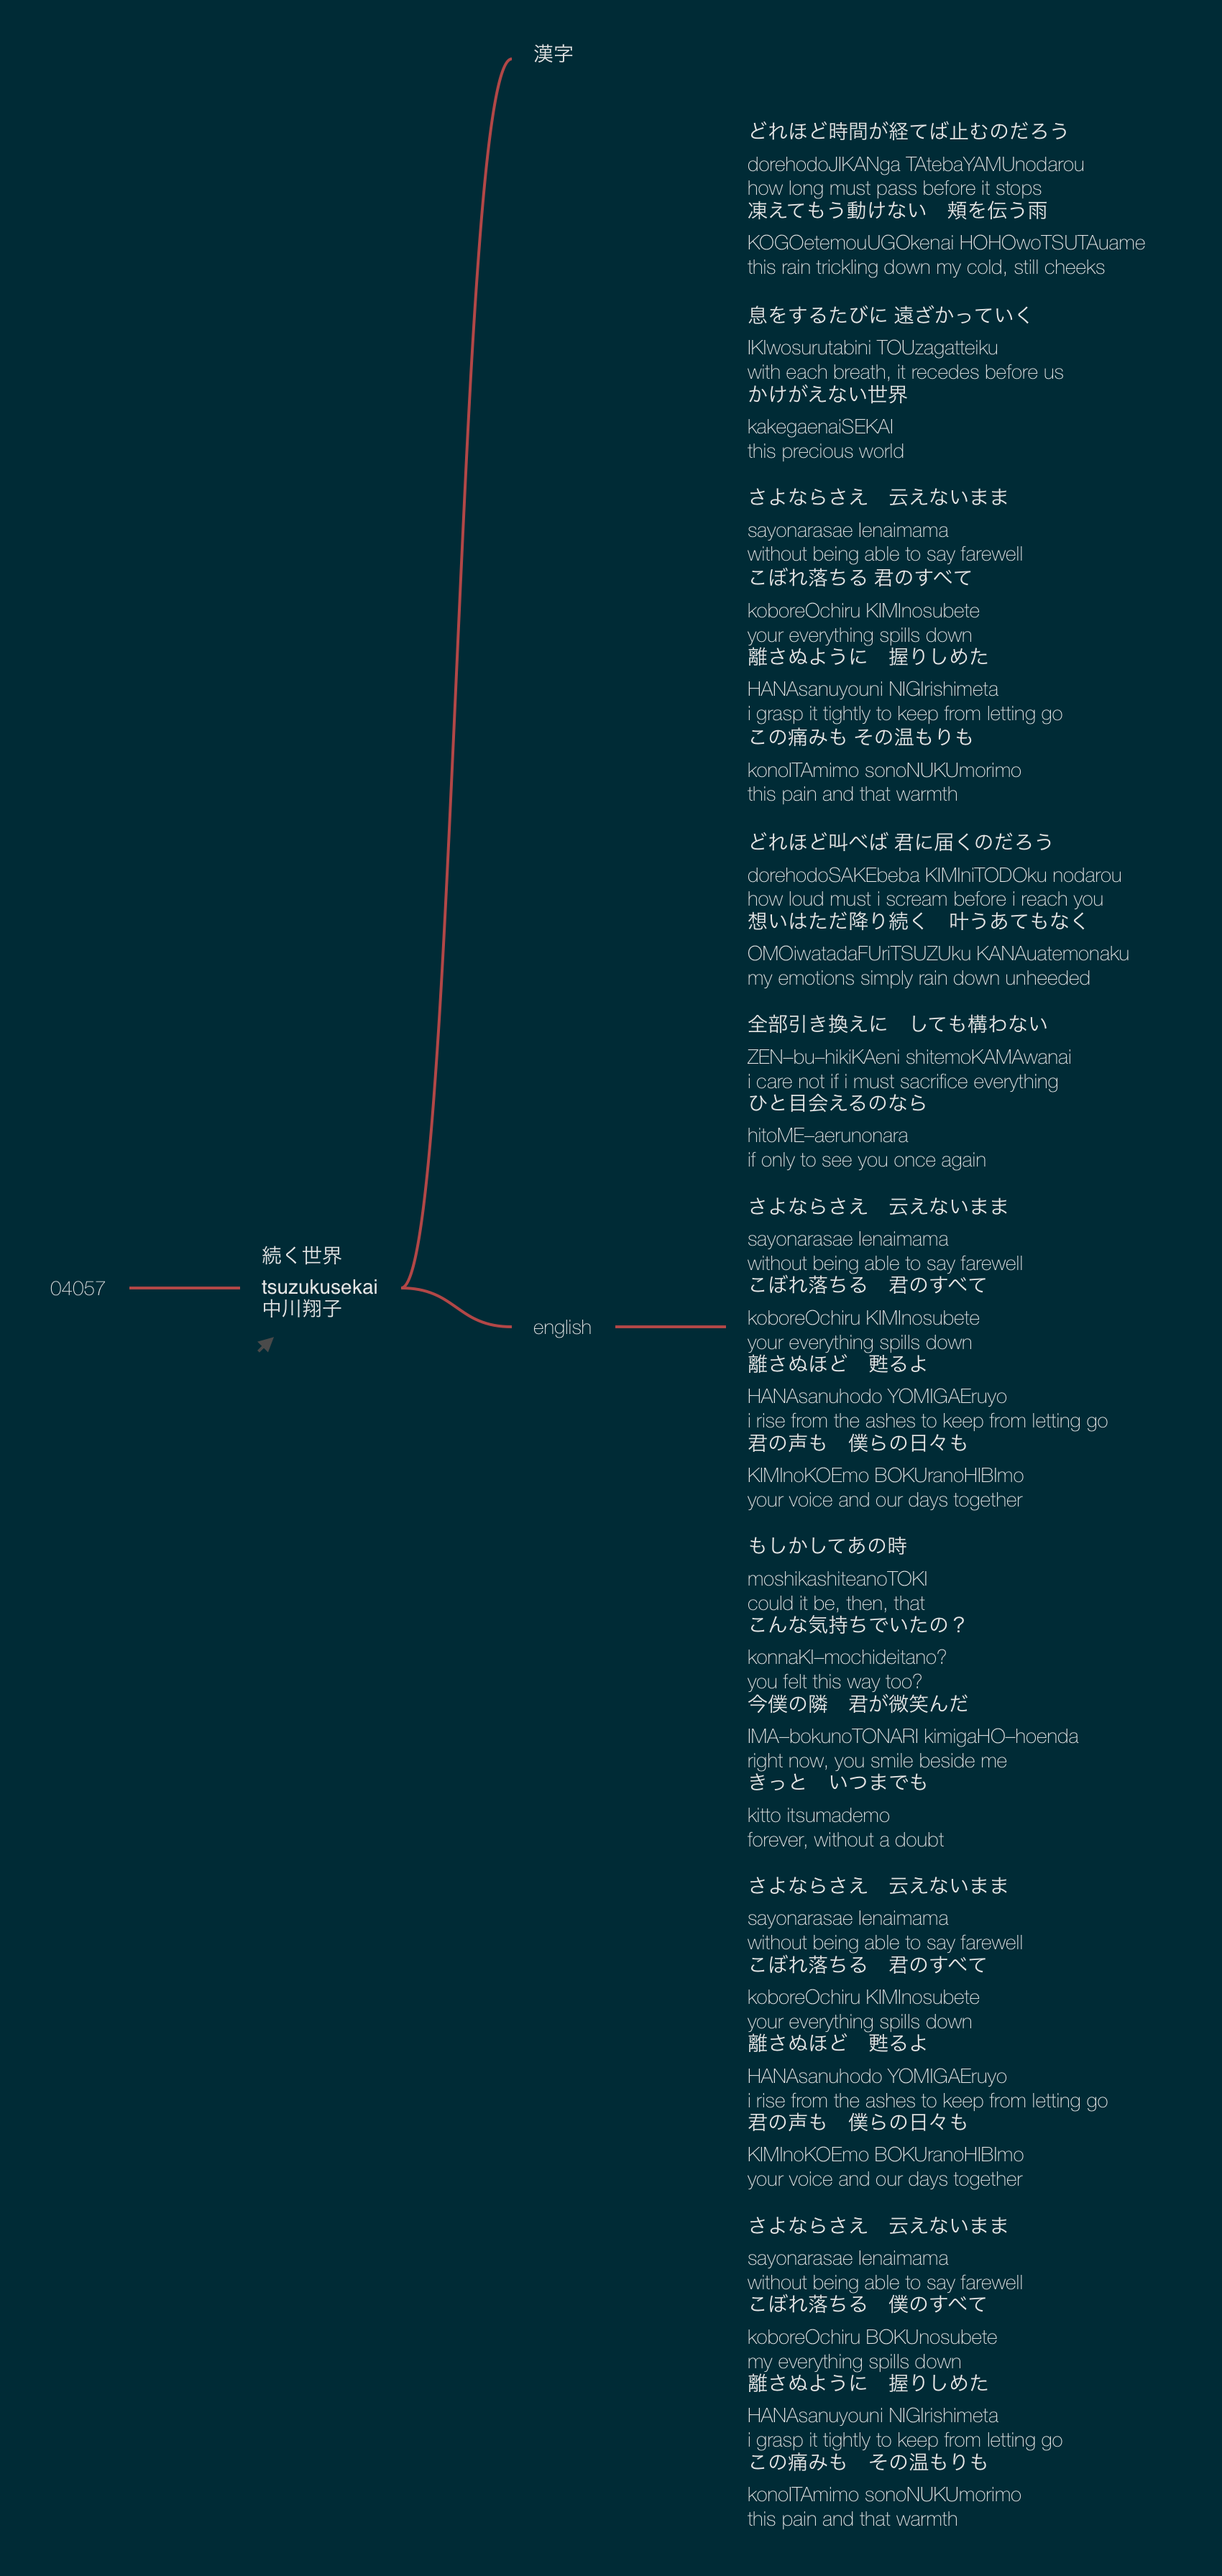 漢字
どれほど時間が経てば止むのだろう
dorehodoJIKANga TAtebaYAMUnodarou
how long must pass before it stops
凍えてもう動けない　頬を伝う雨
KOGOetemouUGOkenai HOHOwoTSUTAuame
this rain trickling down my cold, still cheeks
息をするたびに 遠ざかっていく
IKIwosurutabini TOUzagatteiku
with each breath, it recedes before us
かけがえない世界
kakegaenaiSEKAI
this precious world
さよならさえ　云えないまま
sayonarasae Ienaimama
without being able to say farewell
こぼれ落ちる 君のすべて
koboreOchiru KIMInosubete
your everything spills down
離さぬように　握りしめた
HANAsanuyouni NIGIrishimeta
i grasp it tightly to keep from letting go
この痛みも その温もりも
konoITAmimo sonoNUKUmorimo
this pain and that warmth
どれほど叫べば 君に届くのだろう
dorehodoSAKEbeba KIMIniTODOku nodarou
how loud must i scream before i reach you
想いはただ降り続く　叶うあてもなく
OMOiwatadaFUriTSUZUku KANAuatemonaku
my emotions simply rain down unheeded
全部引き換えに　しても構わない
ZEN–bu–hikiKAeni shitemoKAMAwanai
i care not if i must sacrifice everything
ひと目会えるのなら
hitoME–aerunonara
if only to see you once again
さよならさえ　云えないまま
sayonarasae Ienaimama
without being able to say farewell
こぼれ落ちる　君のすべて
koboreOchiru KIMInosubete
your everything spills down
離さぬほど　甦るよ
HANAsanuhodo YOMIGAEruyo
i rise from the ashes to keep from letting go
君の声も　僕らの日々も
KIMInoKOEmo BOKUranoHIBImo
your voice and our days together
もしかしてあの時
moshikashiteanoTOKI
could it be, then, that
こんな気持ちでいたの？
konnaKI–mochideitano?
you felt this way too?
今僕の隣　君が微笑んだ
IMA–bokunoTONARI kimigaHO–hoenda
right now, you smile beside me
きっと　いつまでも
kitto itsumademo
forever, without a doubt
さよならさえ　云えないまま
sayonarasae Ienaimama
without being able to say farewell
こぼれ落ちる　君のすべて
koboreOchiru KIMInosubete
your everything spills down
離さぬほど　甦るよ
HANAsanuhodo YOMIGAEruyo
i rise from the ashes to keep from letting go
君の声も　僕らの日々も
KIMInoKOEmo BOKUranoHIBImo
your voice and our days together
さよならさえ　云えないまま
sayonarasae Ienaimama
without being able to say farewell
こぼれ落ちる　僕のすべて
koboreOchiru BOKUnosubete
my everything spills down
離さぬように　握りしめた
HANAsanuyouni NIGIrishimeta
i grasp it tightly to keep from letting go
この痛みも　その温もりも
konoITAmimo sonoNUKUmorimo
this pain and that warmth
04057
続く世界
tsuzukusekai
中川翔子
english